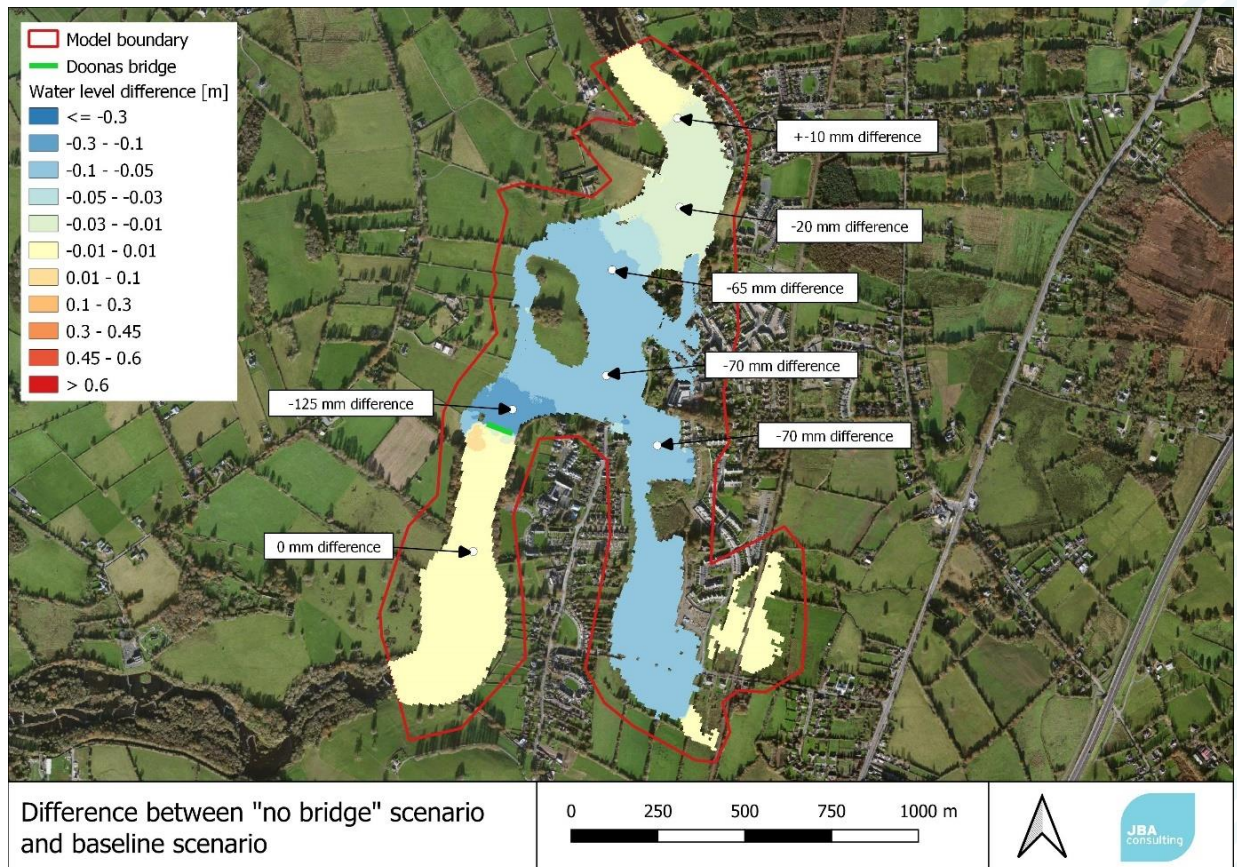 Model boundary
Doonas bridge
Water level difference [m]
<= -0.3
-0.3 - -0.1
-0.1 - -0.05
-0.05 - -0.03
-0.03 - -0.01
-0.01 - 0.01
0.01 - 0.1
0.1 - 0.3
0.3 - 0.45
0.45 - 0.6
> 0.6
+-10 mm difference
-20 mm difference
-65 mm difference
-70 mm difference
-125 mm difference
-70 mm difference
0 mm difference
Difference between "no bridge" scenario
and baseline scenario
0 250 500 750 1000 m
JBA
consulting